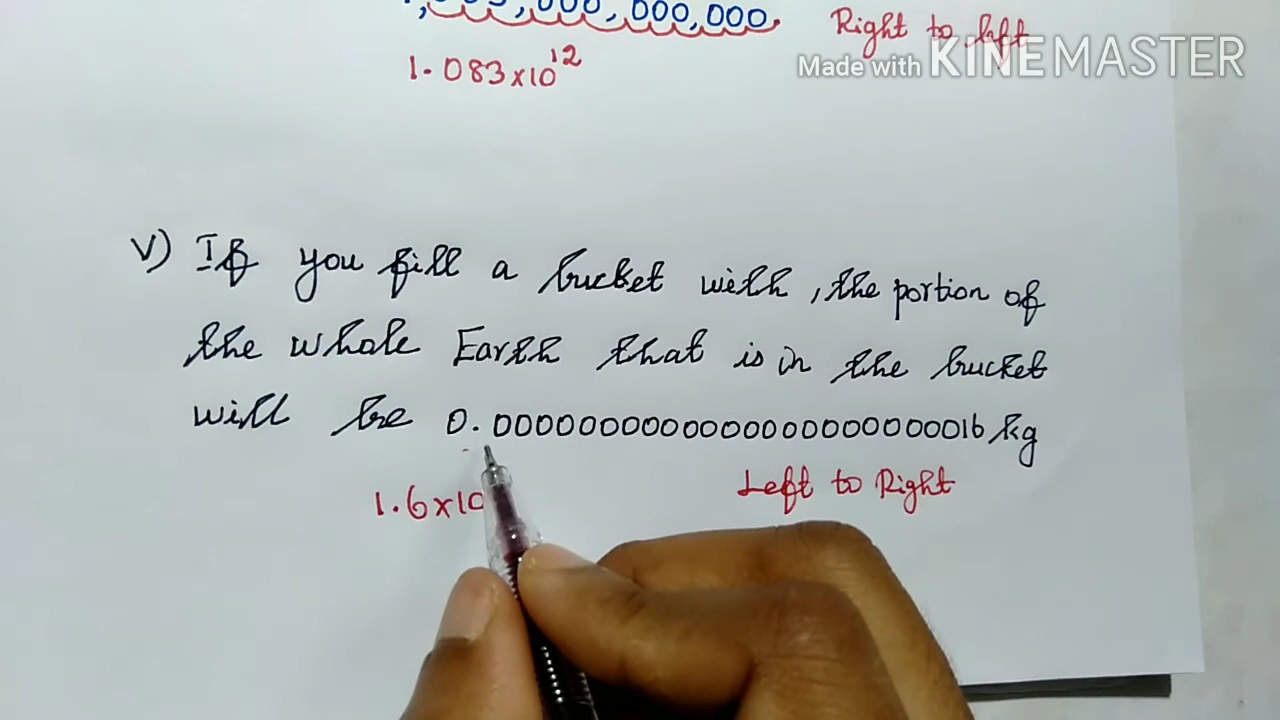 000,000,000.
Right to left
Made with KINEMASTER
1.083x10¹²
V) If you fill a bucket with, the portion of
the whole Earth that is in the bucket
will be 0.0000000000000000000000016 kg
1.6x10
Left to Right